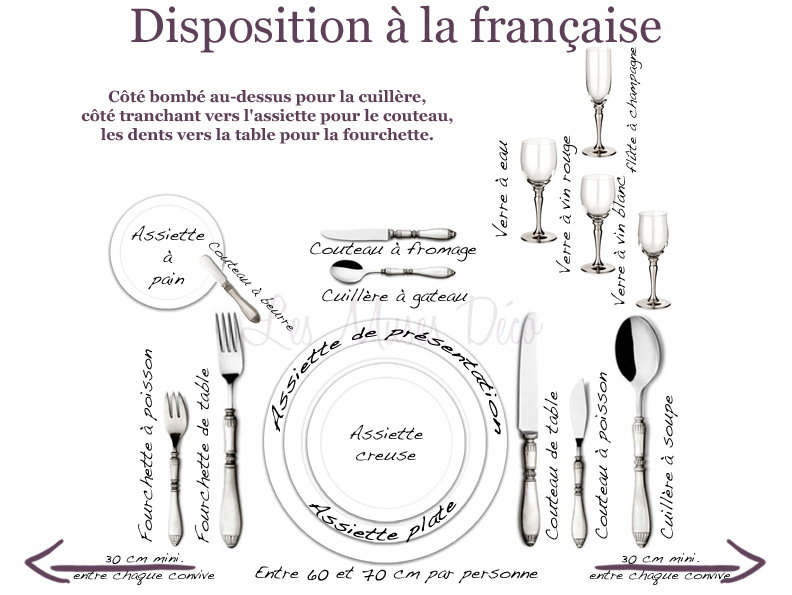 Disposition à la française
Côté bombé au-dessus pour la cuillère,
côté tranchant vers l'assiette pour le couteau,
les dents vers la table pour la fourchette.
flûte à champagne
Verre à eau
Verre à vin rouge
Verre à vin blanc
Assiette
à
pain
Couteau à beurre
Couteau à fromage
Cuillère à gateau
Les Muses Déco
Fourchette à poisson
Fourchette de table
Assiette de présentation
Assiette
creuse
Assiette plate
Couteau de table
Couteau à poisson
Cuillère à soupe
30 cm mini.
entre chaque convive
Entre 60 et 70 cm par personne
30 cm mini.
entre chaque convive